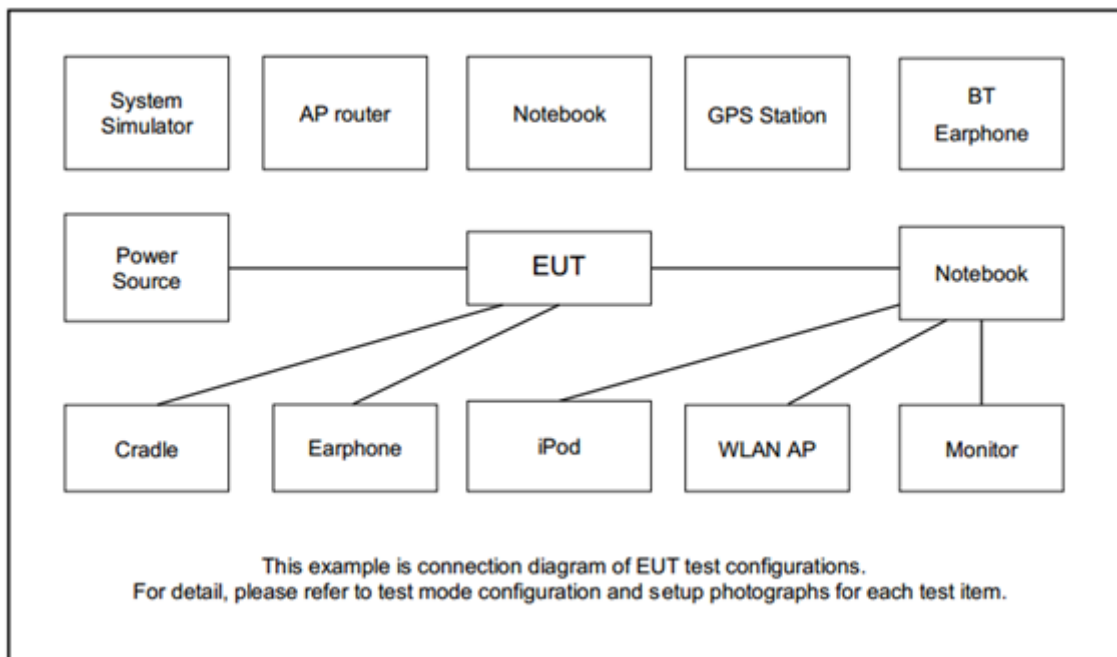 System
Simulator
AP router
Notebook
GPS Station
BT
Earphone
Power
Source
EUT
Notebook
Cradle
Earphone
iPod
WLAN AP
Monitor
This example is connection diagram of EUT test configurations.
For detail, please refer to test mode configuration and setup photographs for each test item.